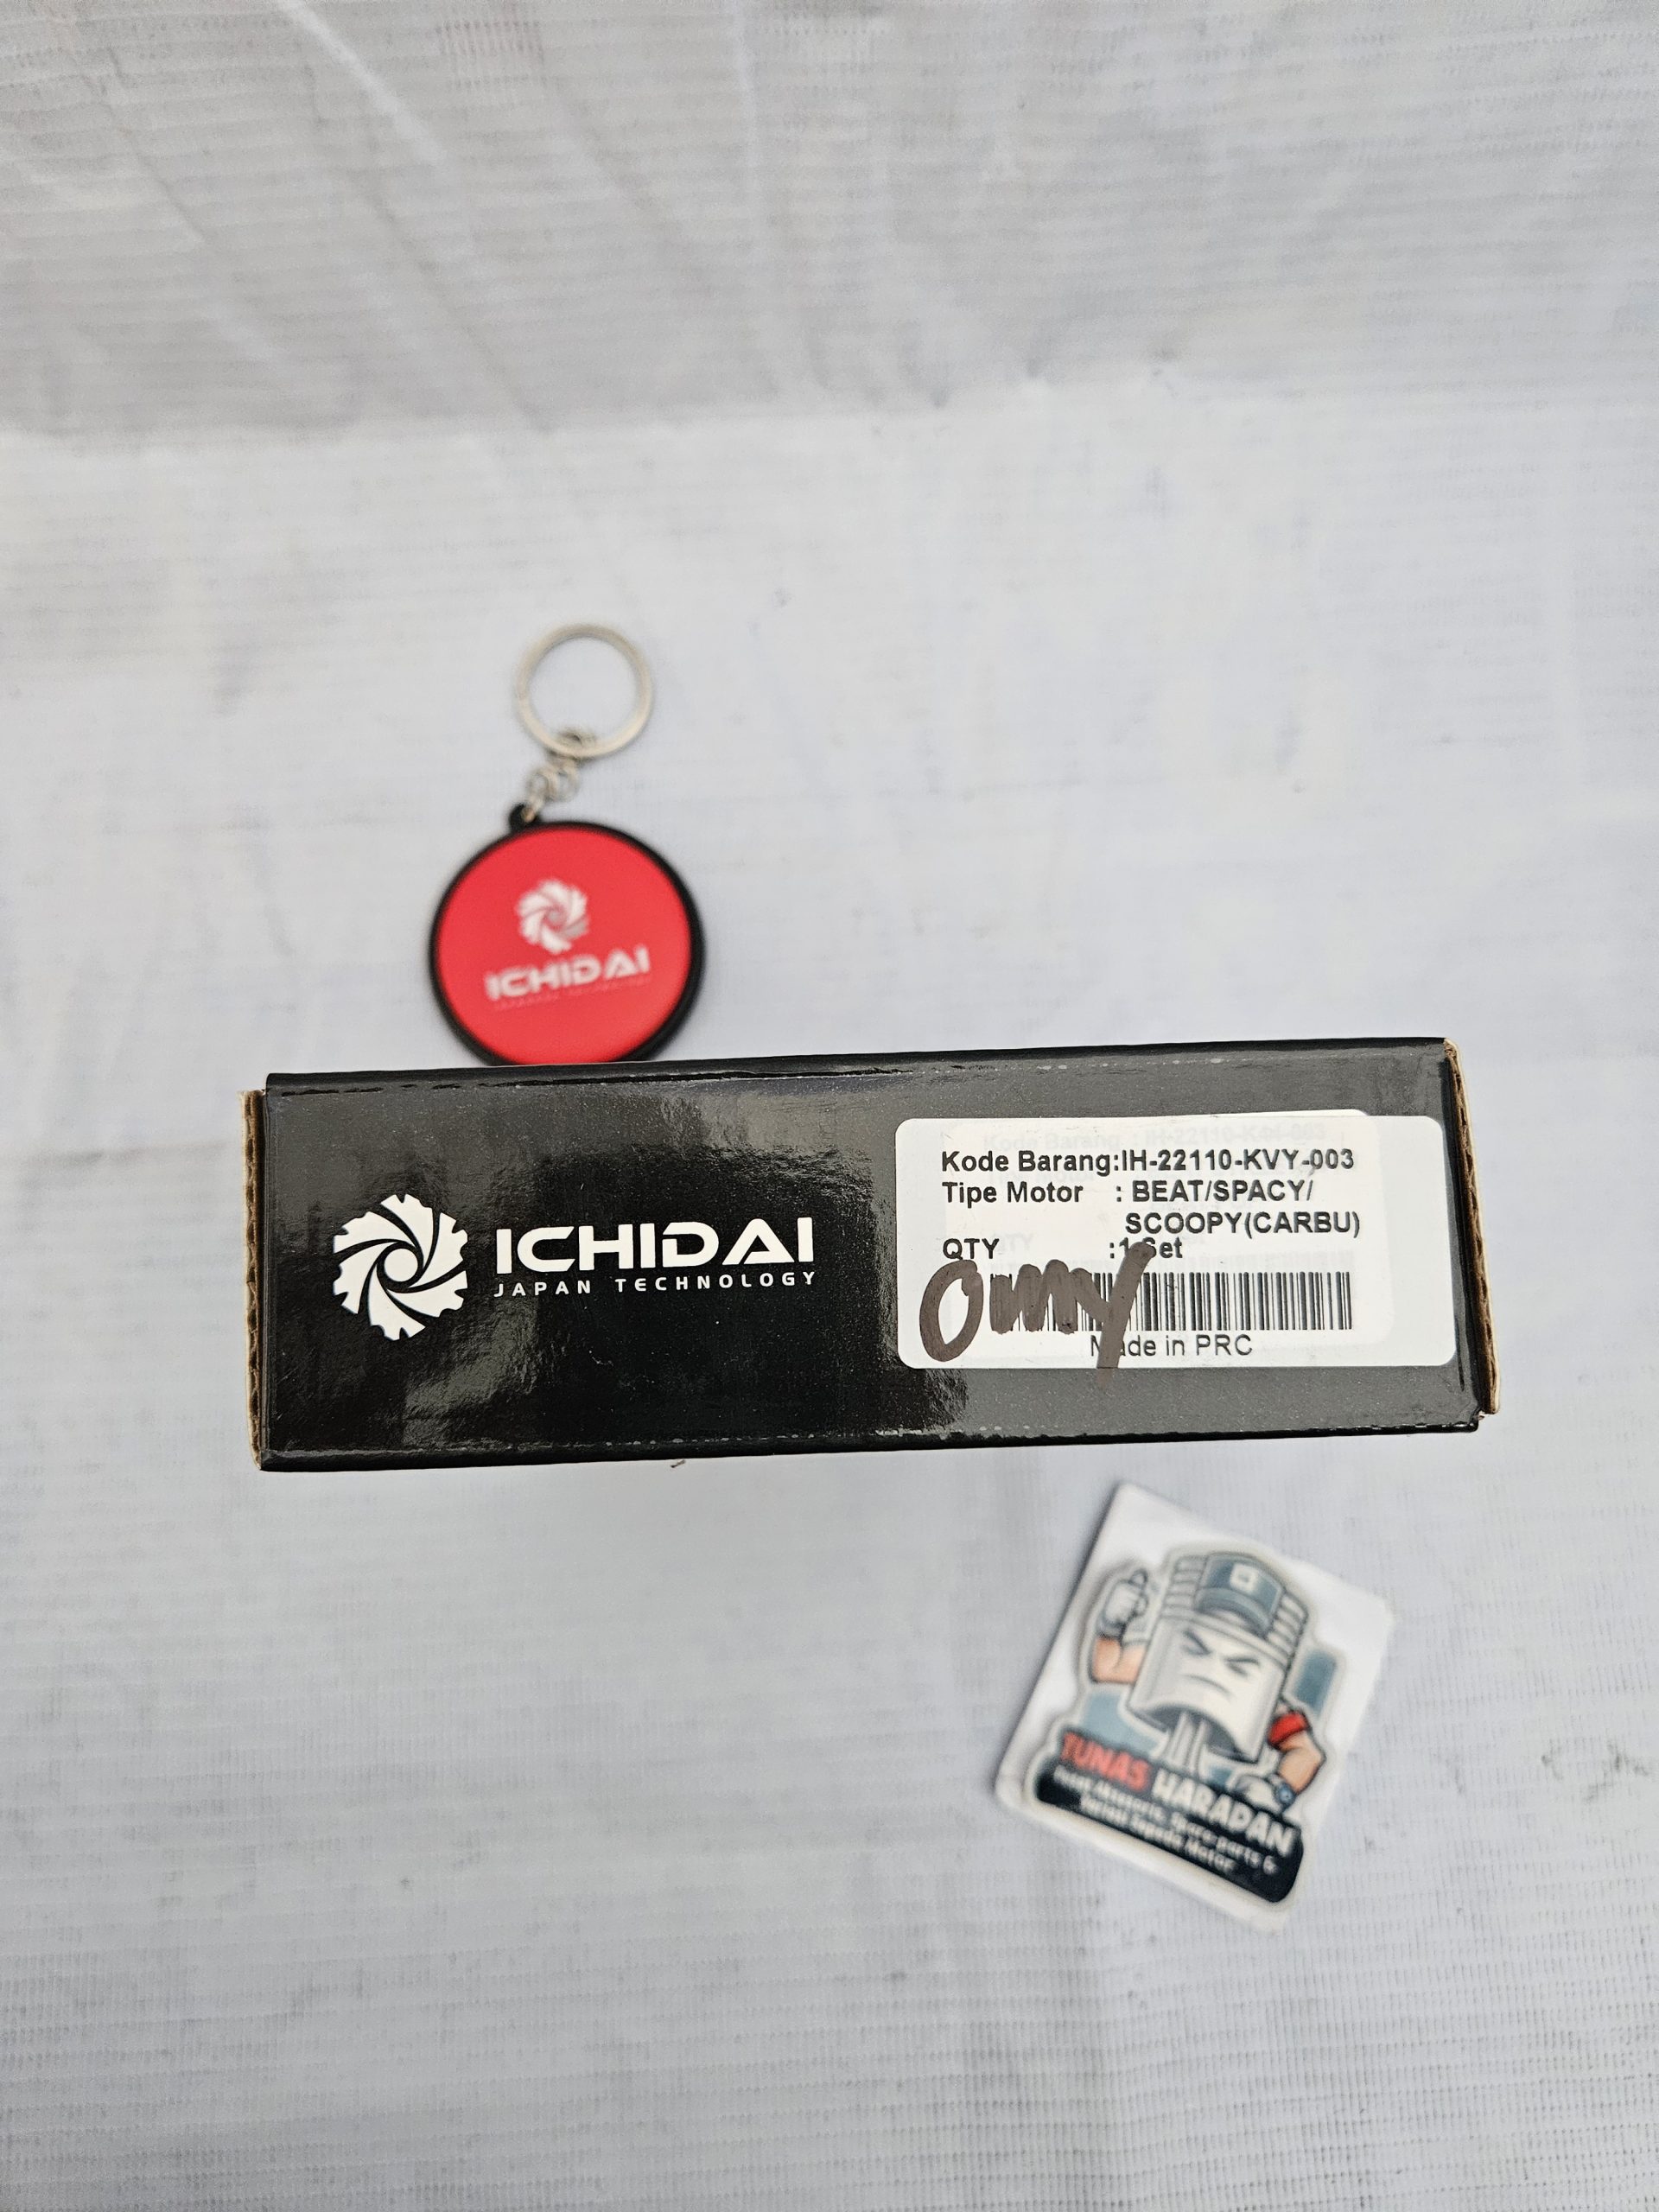 ICHIDAI
ICHIDAI
JAPAN TECHNOLOGY
Kode Barang:IH-22110-KVY-003
Tipe Motor : BEAT/SPACY/
SCOOPY(CARBU)
QTY :1 Set
Omy
Made in PRC
TUNAS HARADAN